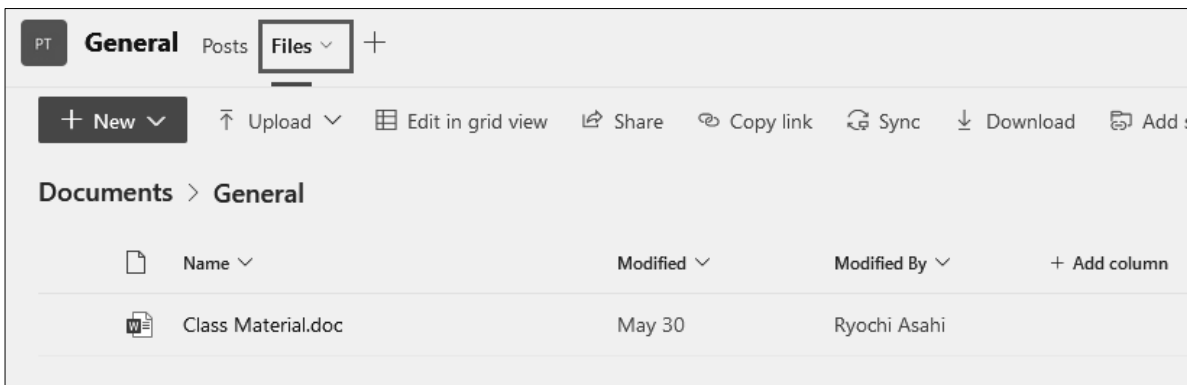 PT General Posts Files
New Upload Edit in grid view Share Copy link Sync Download Add
Documents > General
Name Modified Modified By + Add column
Class Material.doc May 30 Ryochi Asahi